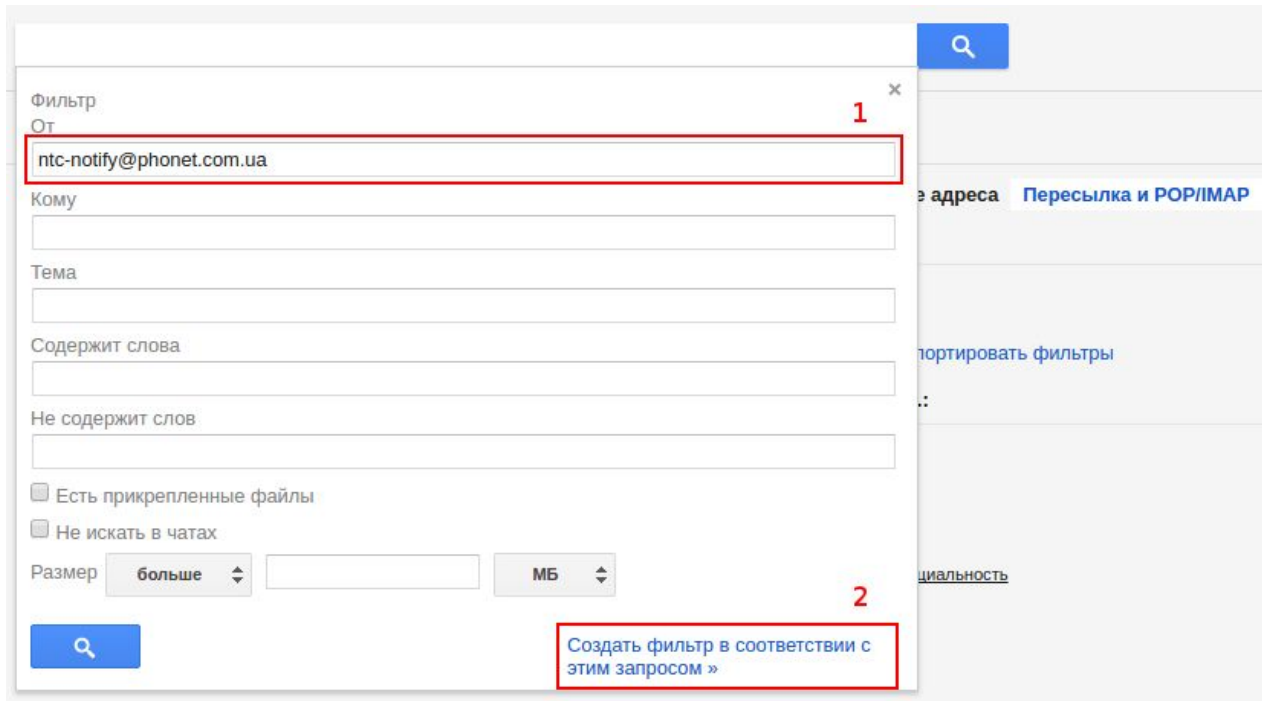 Фильтр
×
1
От
ntc-notify@phonet.com.ua
Кому
е адреса Пересылка и POP/IMAP
Тема
Содержит слова
портировать фильтры
Не содержит слов
.:
Есть прикрепленные файлы
Не искать в чатах
Размер больше МБ
циальность
2
Создать фильтр в соответствии с
этим запросом »